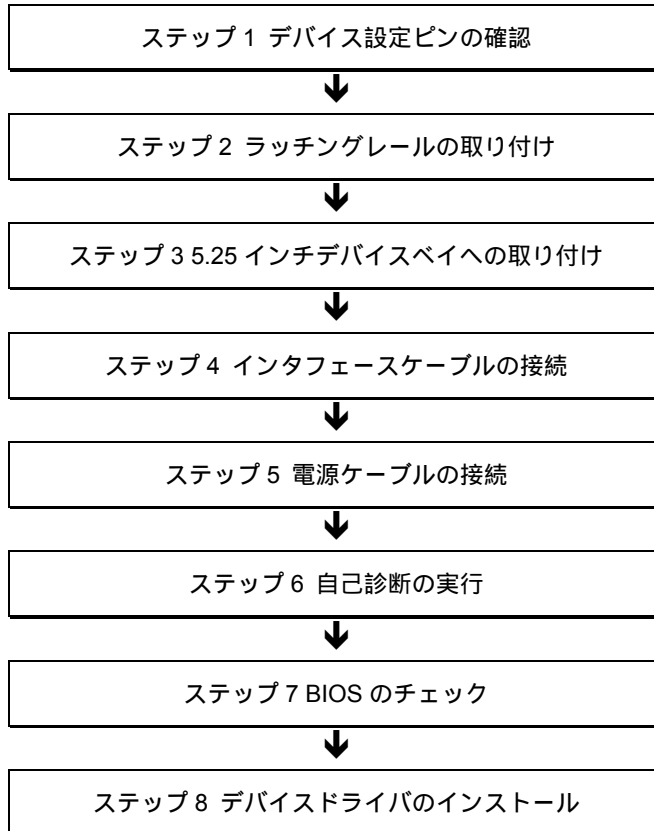 ステップ 1 デバイス設定ピンの確認
ステップ 2 ラッチングレールの取り付け
ステップ 3 5.25 インチデバイスベイへの取り付け
ステップ 4 インタフェースケーブルの接続
ステップ 5 電源ケーブルの接続
ステップ 6 自己診断の実行
ステップ 7 BIOS のチェック
ステップ 8 デバイスドライバのインストール